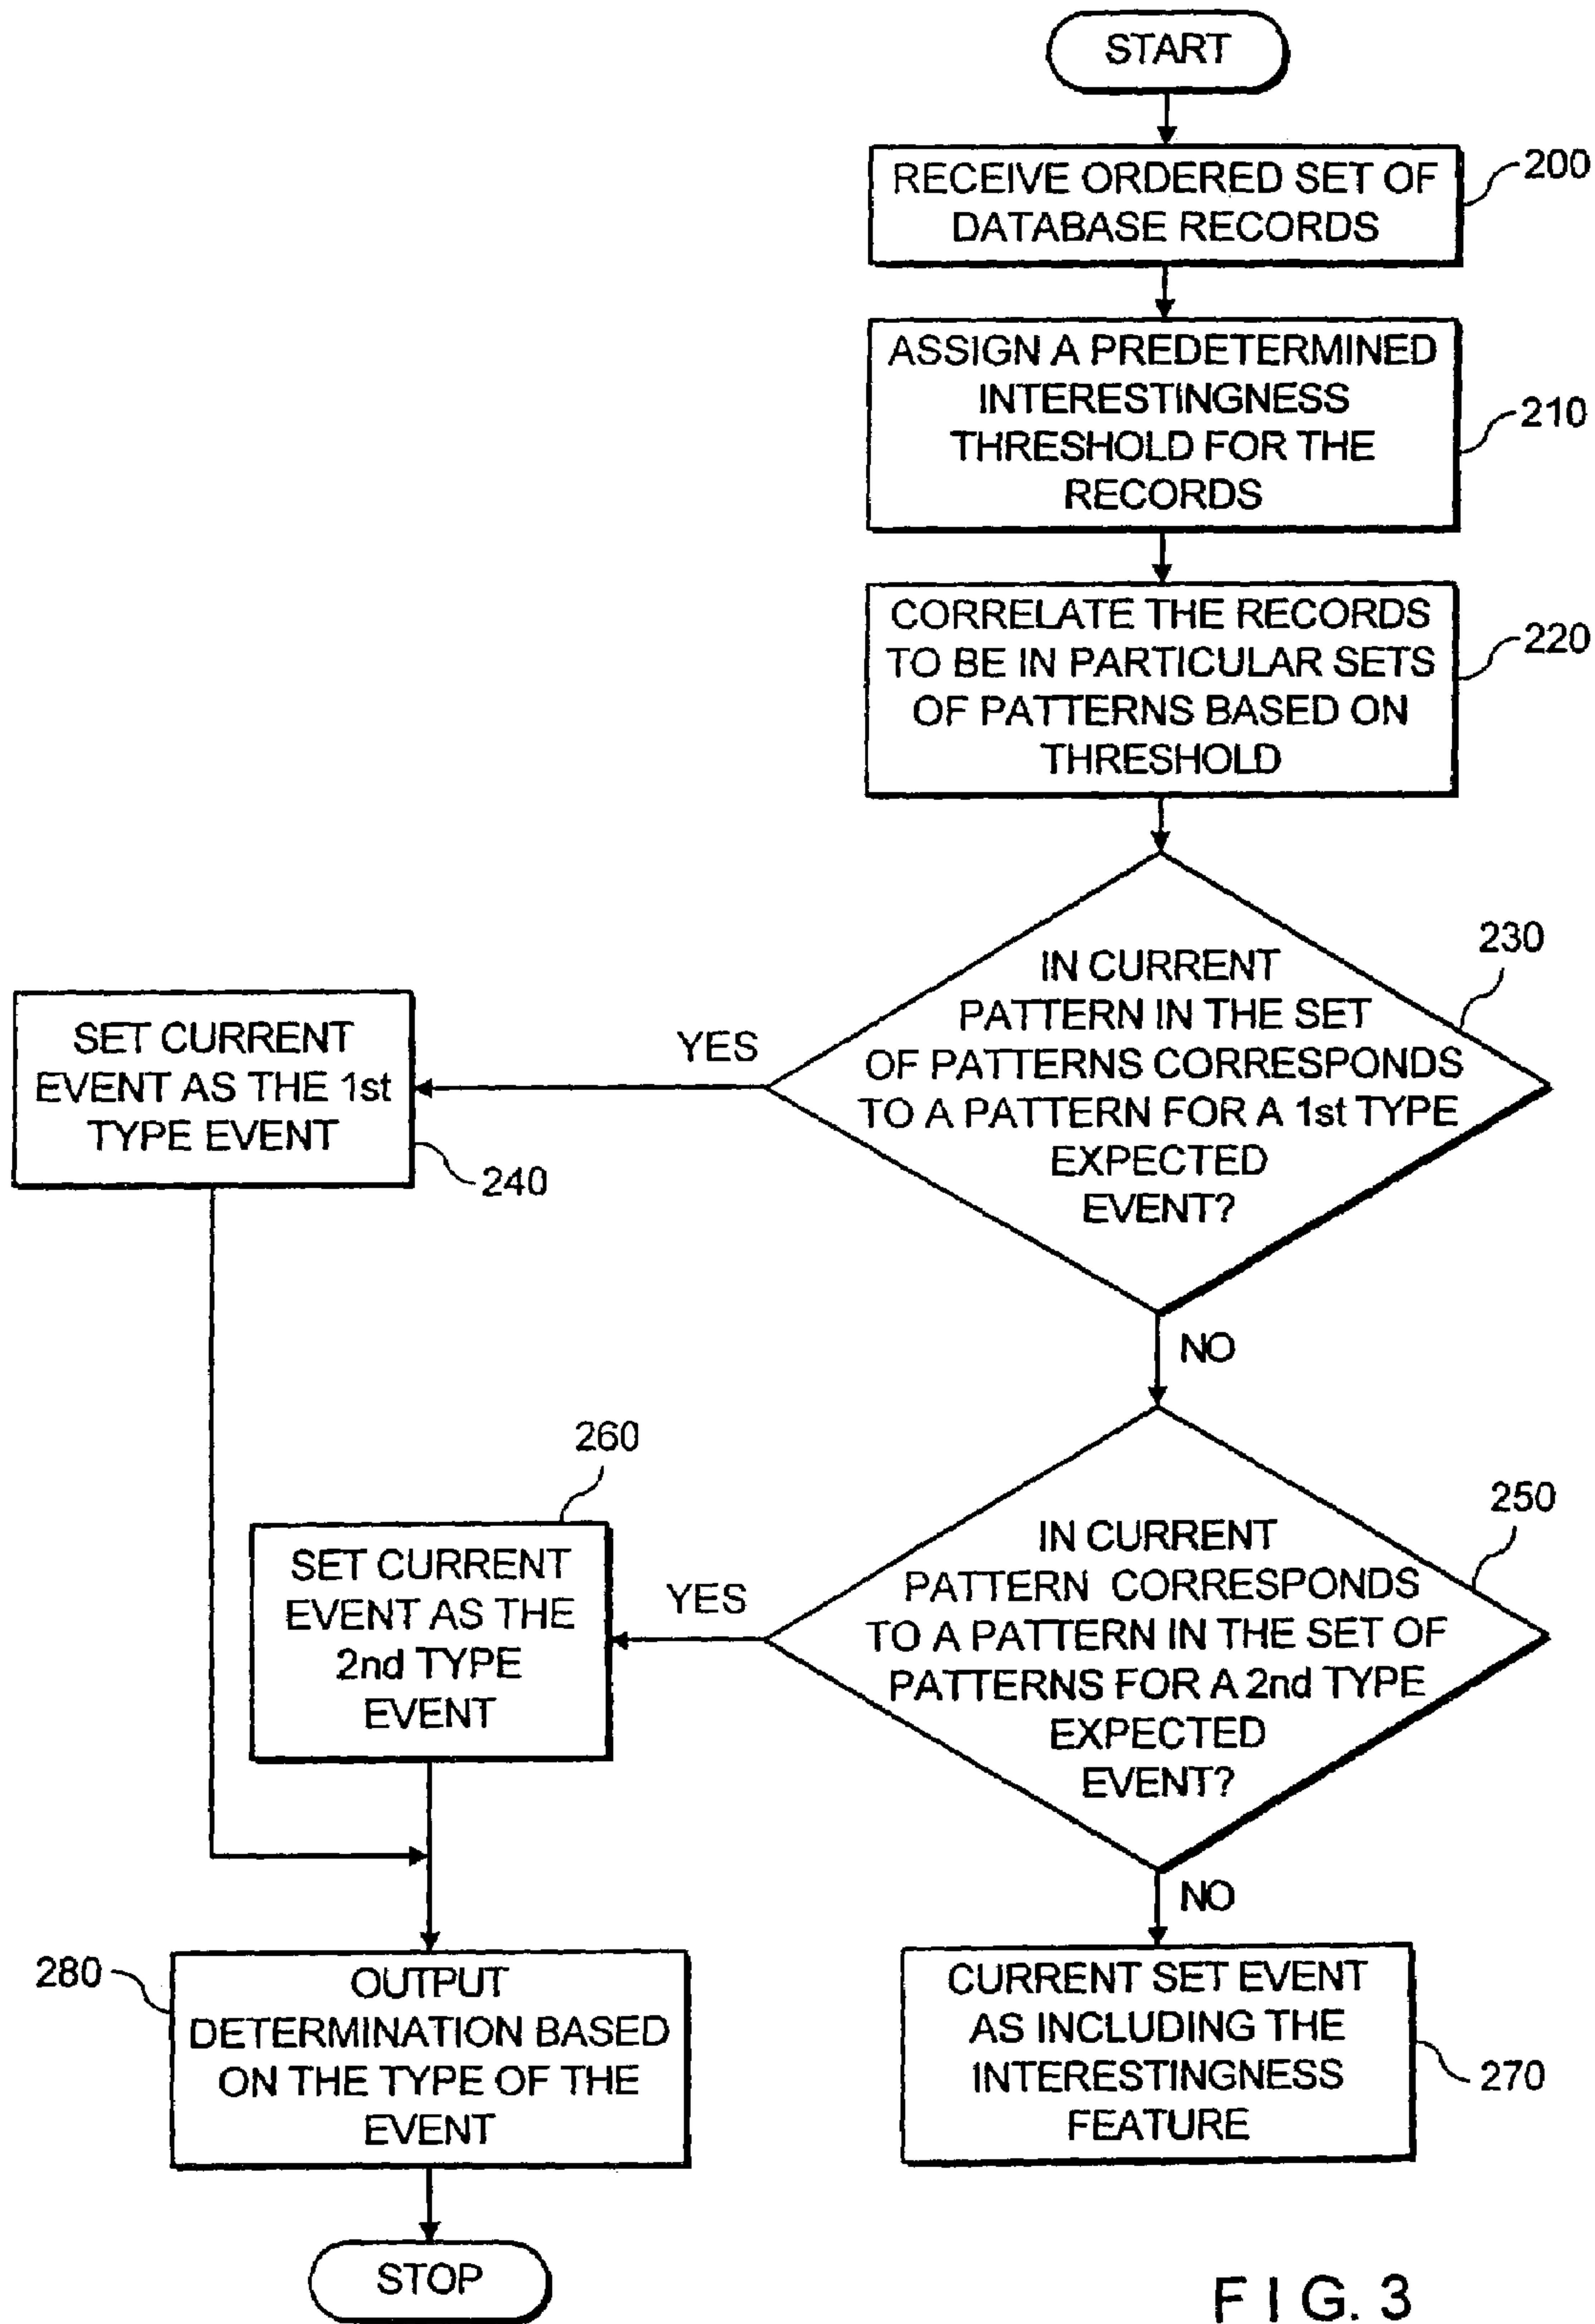 START
RECEIVE ORDERED SET OF
DATABASE RECORDS
200
ASSIGN A PREDETERMINED
INTERESTINGNESS
THRESHOLD FOR THE
RECORDS
210
CORRELATE THE RECORDS
TO BE IN PARTICULAR SETS
OF PATTERNS BASED ON
THRESHOLD
220
IN CURRENT
PATTERN IN THE SET
OF PATTERNS CORRESPONDS
TO A PATTERN FOR A 1st TYPE
EXPECTED
EVENT?
230
YES
SET CURRENT
EVENT AS THE 1st
TYPE EVENT
240
NO
IN CURRENT
PATTERN CORRESPONDS
TO A PATTERN IN THE SET OF
PATTERNS FOR A 2nd TYPE
EXPECTED
EVENT?
250
YES
260
SET CURRENT
EVENT AS THE
2nd TYPE
EVENT
NO
CURRENT SET EVENT
AS INCLUDING THE
INTERESTINGNESS
FEATURE
270
280
OUTPUT
DETERMINATION BASED
ON THE TYPE OF THE
EVENT
STOP
FIG. 3